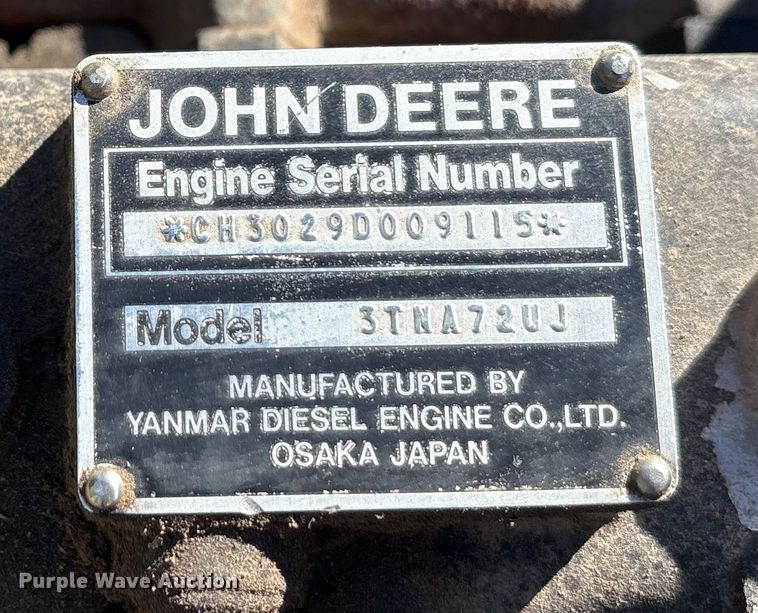 JOHN DEERE
Engine Serial Number
*CH3029D009115*
Model 3TNA72UJ
MANUFACTURED BY
YANMAR DIESEL ENGINE CO.,LTD.
OSAKA JAPAN
Purple Wave Auction